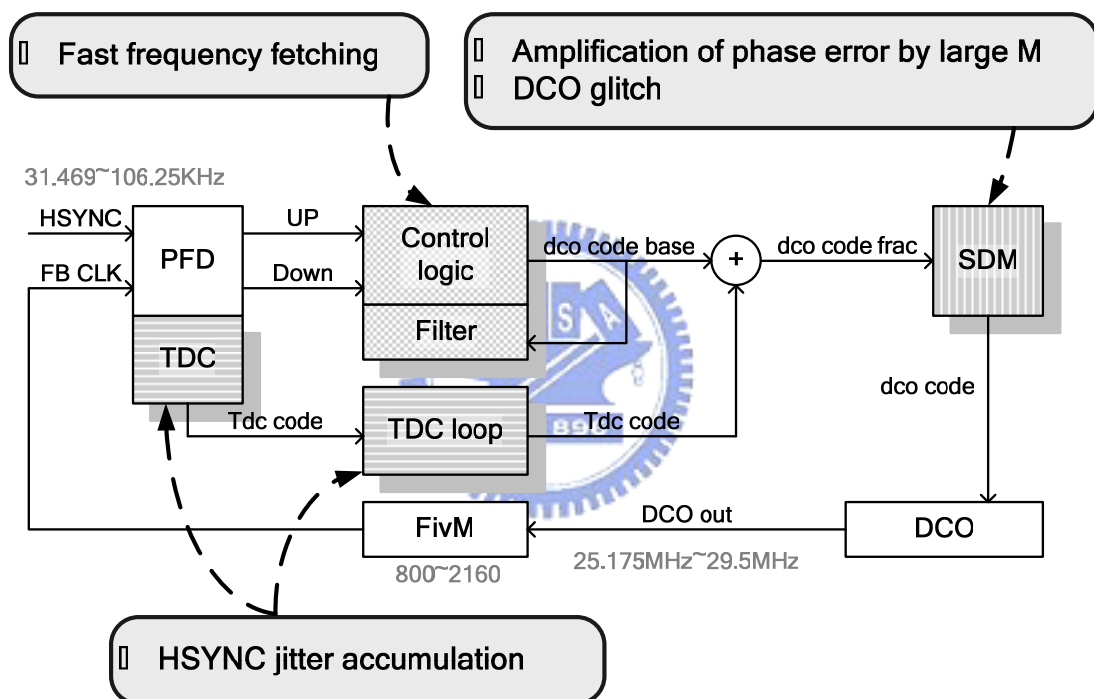 Fast frequency fetching
Amplification of phase error by large M
DCO glitch
31.469~106.25KHz
HSYNC
FB CLK
PFD
TDC
UP
Down
Control
logic
Filter
dco code base
+
dco code frac
SDM
dco code
Tdc code
TDC loop
Tdc code
S A
896
FivM
800~2160
DCO out
25.175MHz~29.5MHz
DCO
HSYNC jitter accumulation